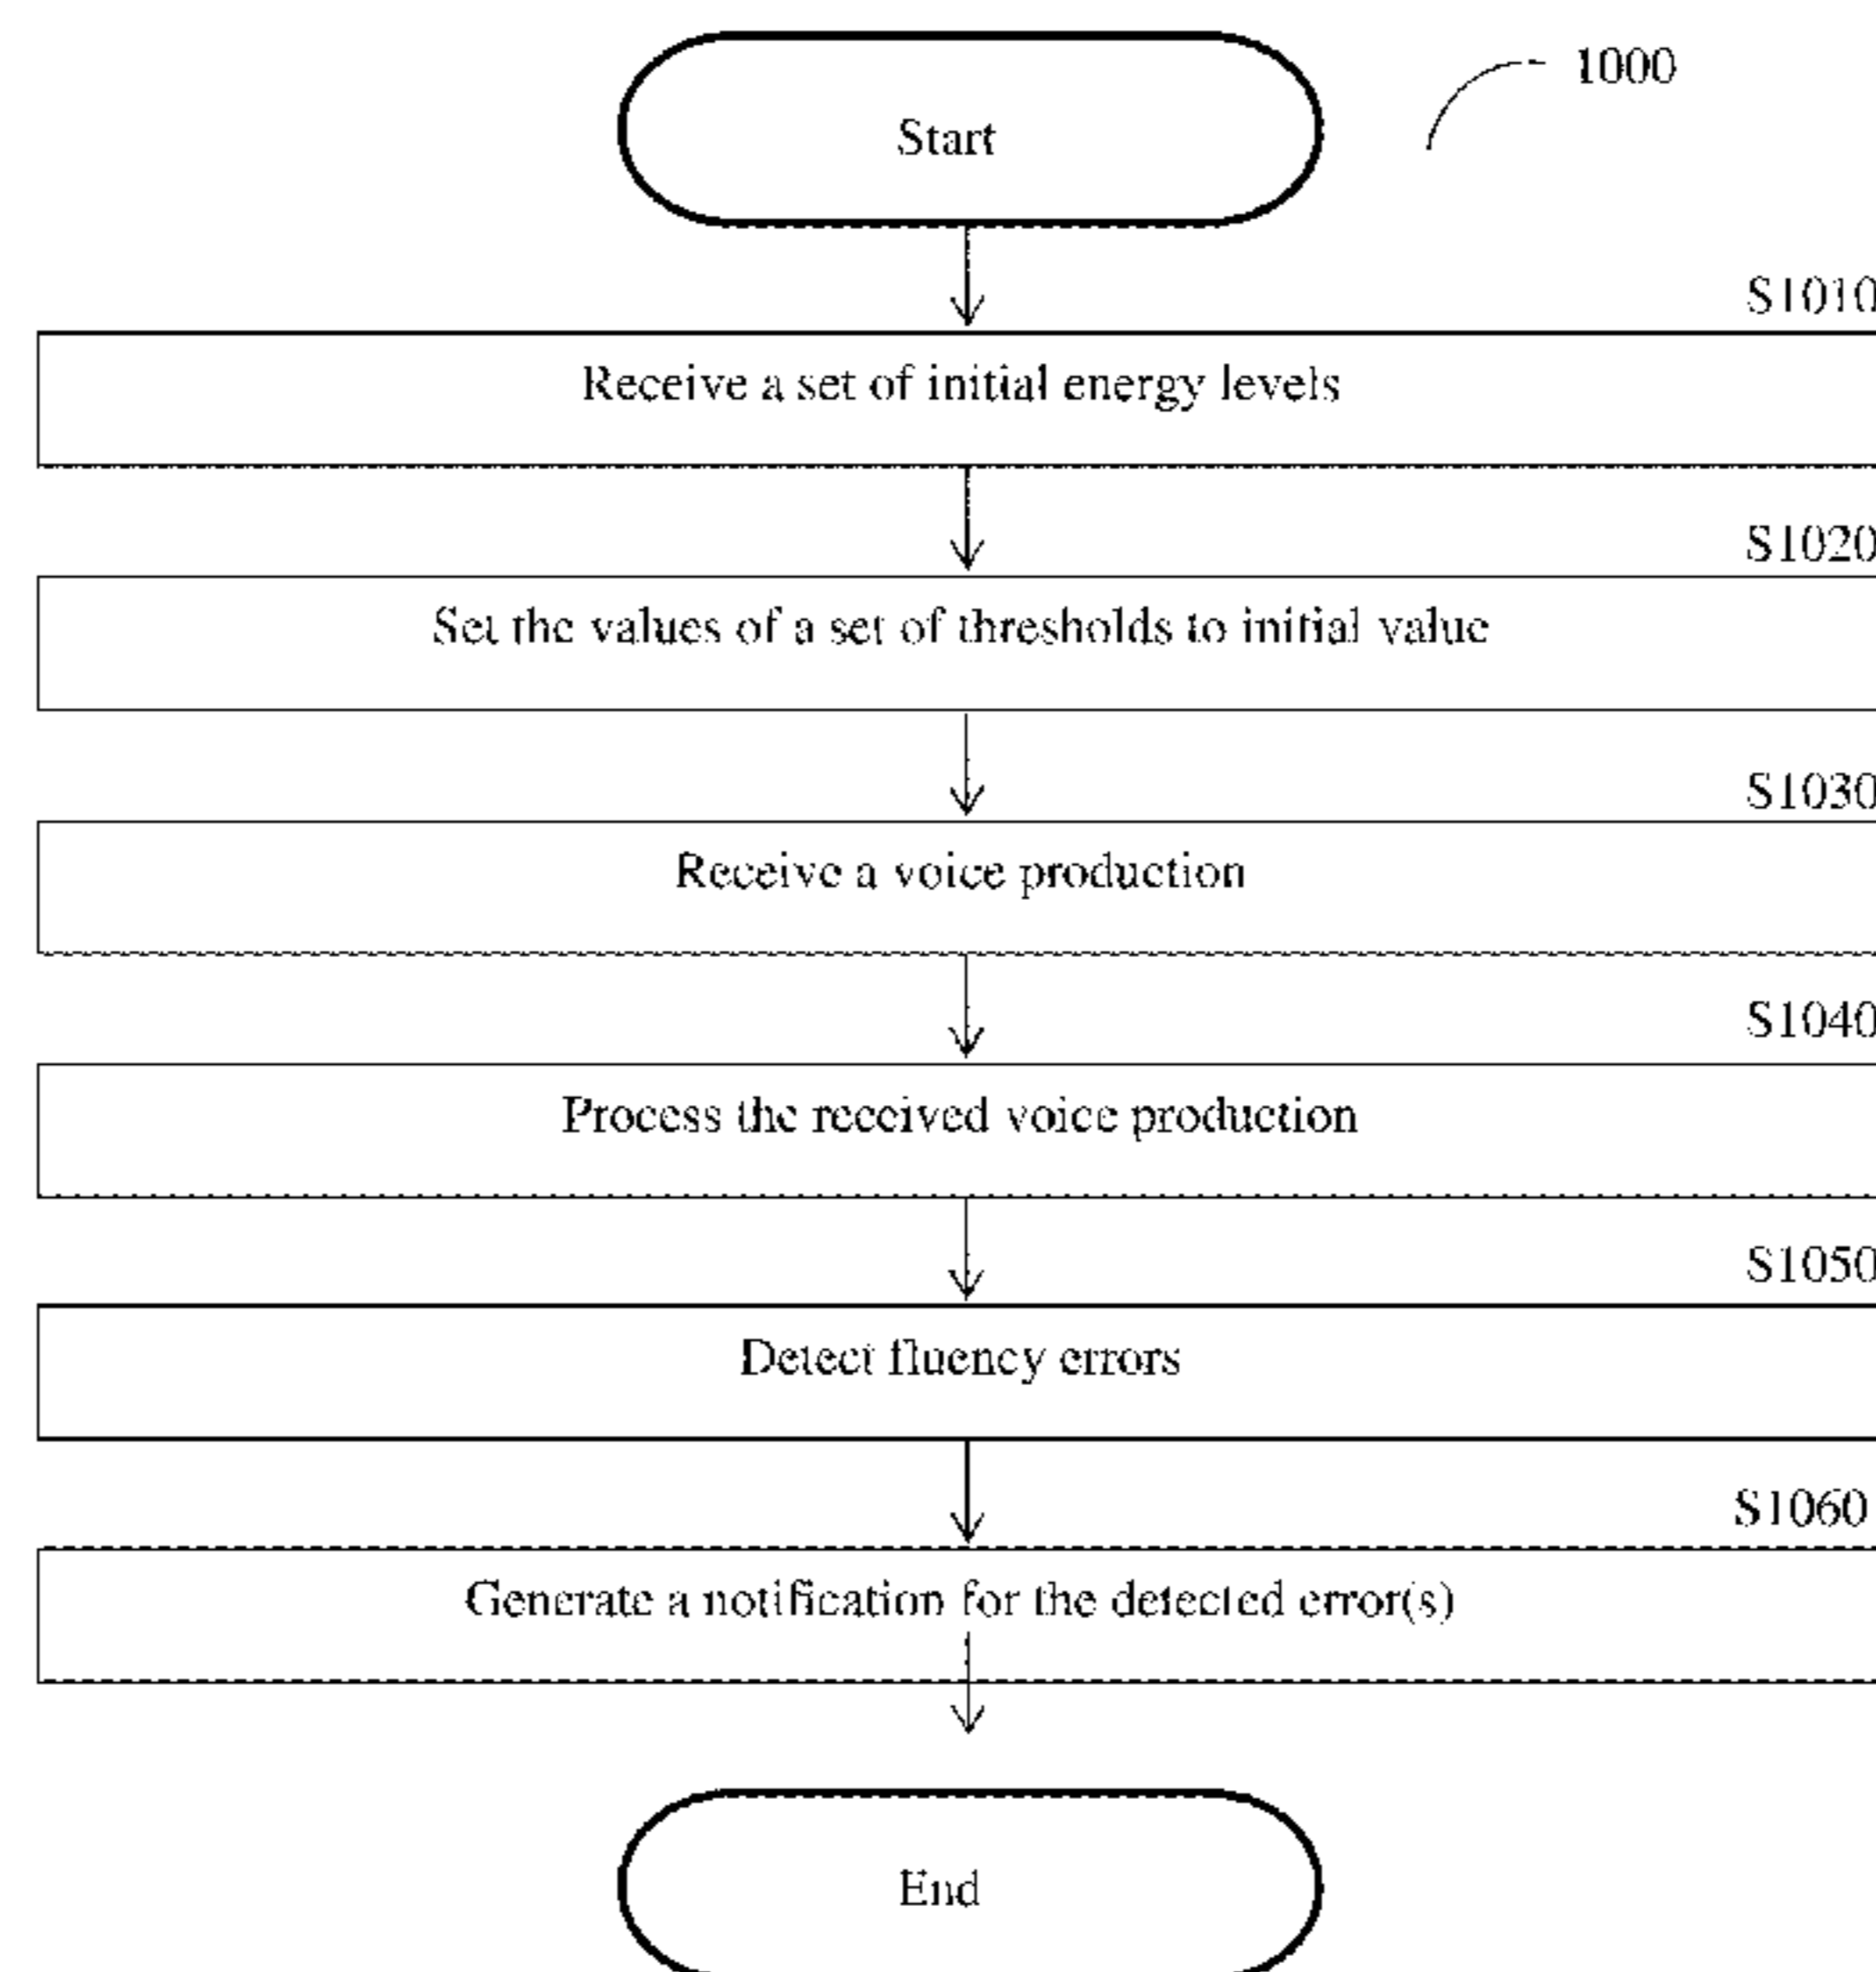 Start
1000
S1010
Receive a set of initial energy levels
S1020
Set the values of a set of thresholds to initial value
S1030
Receive a voice production
S1040
Process the received voice production
S1050
Detect fluency errors
S1060
Generate a notification for the detected error(s)
End